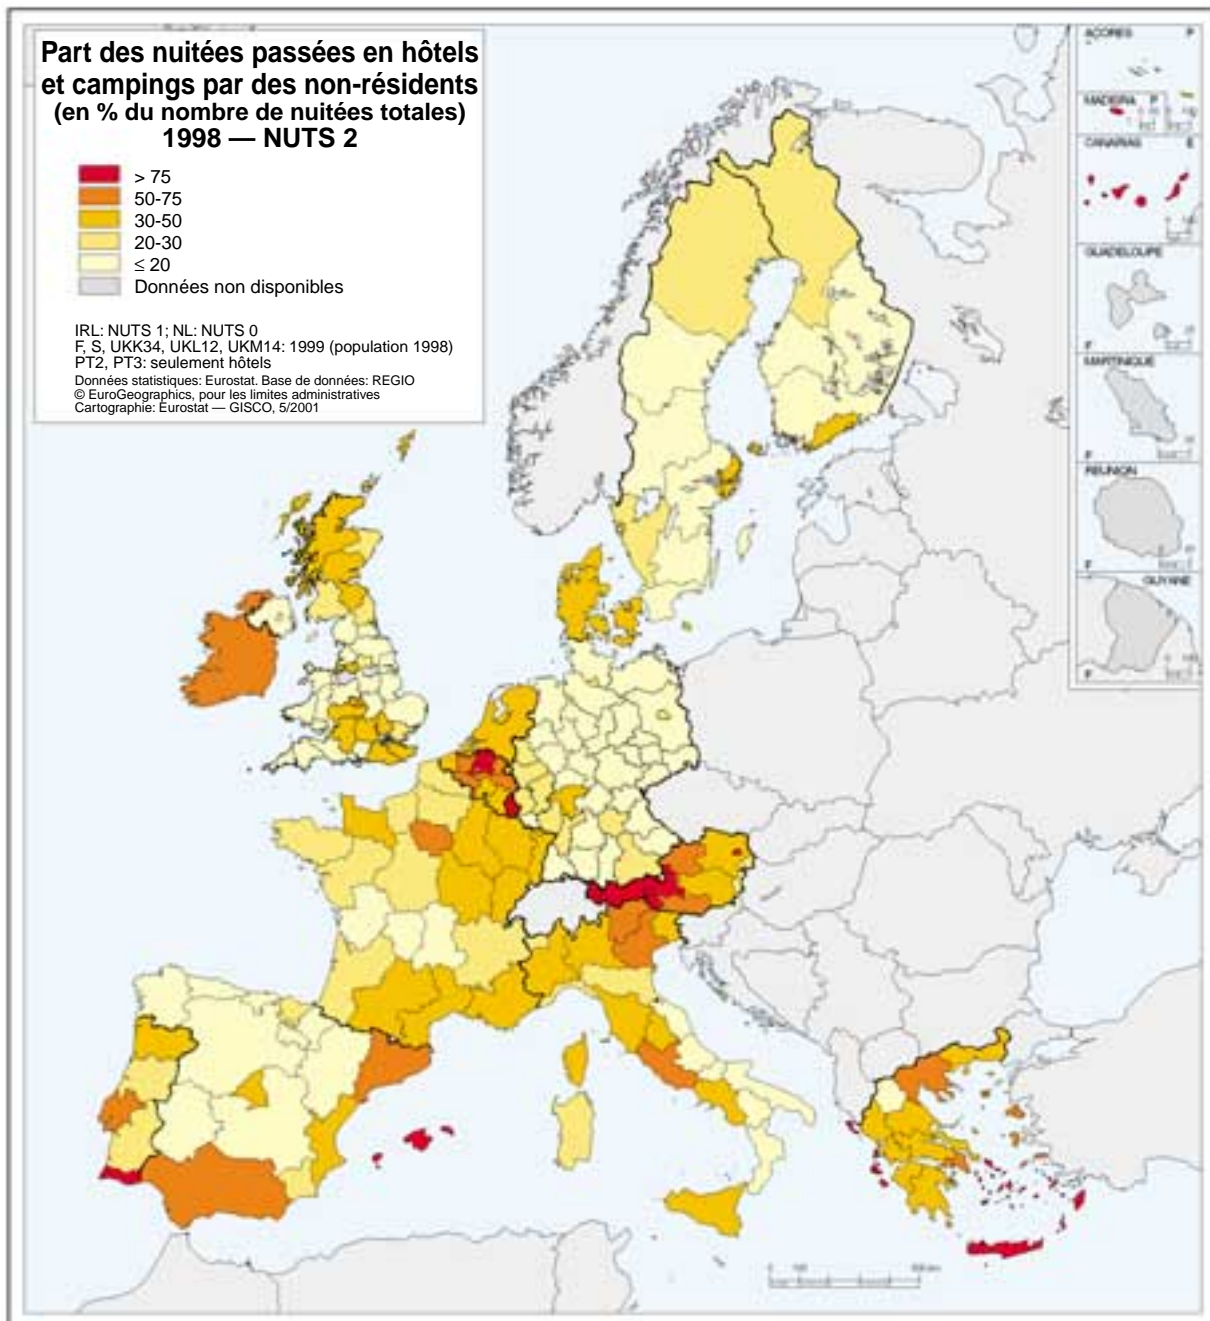 Part des nuitées passées en hôtels
et campings par des non-résidents
(en % du nombre de nuitées totales)
1998 — NUTS 2
> 75
50-75
30-50
20-30
≤ 20
Données non disponibles
IRL: NUTS 1; NL: NUTS 0
F, S, UKK34, UKL12, UKM14: 1999 (population 1998)
PT2, PT3: seulement hôtels
Données statistiques: Eurostat. Base de données: REGIO
© EuroGeographics, pour les limites administratives
Cartographie: Eurostat — GISCO, 5/2001
AÇORES P
MADEIRA P
CANARIAS E
GUADELOUPE
F
MARTINIQUE
F
RÉUNION
F
GUYANE
F